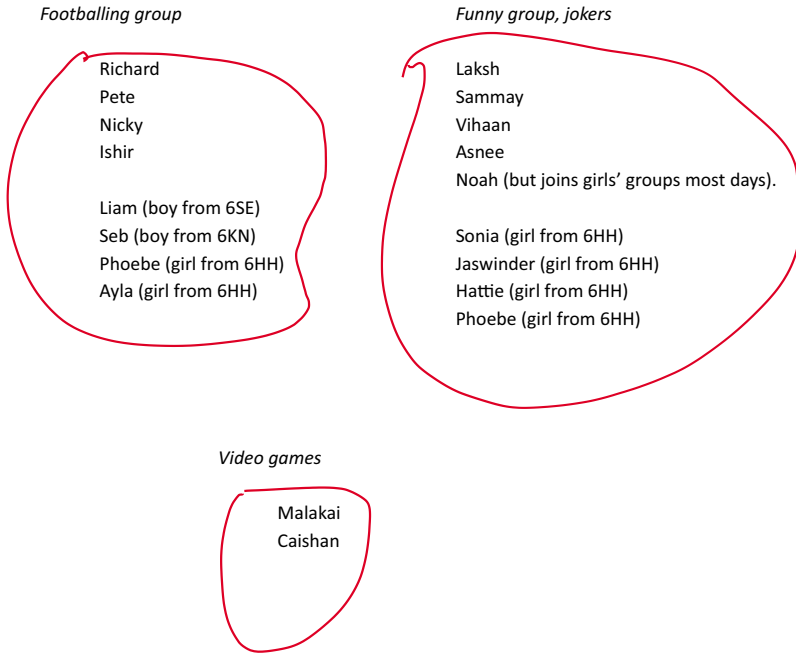 Footballing group
Richard
Pete
Nicky
Ishir
Liam (boy from 6SE)
Seb (boy from 6KN)
Phoebe (girl from 6HH)
Ayla (girl from 6HH)
Funny group, jokers
Laksh
Sammay
Vihaan
Asnee
Noah (but joins girls’ groups most days).
Sonia (girl from 6HH)
Jaswinder (girl from 6HH)
Hattie (girl from 6HH)
Phoebe (girl from 6HH)
Video games
Malakai
Caishan